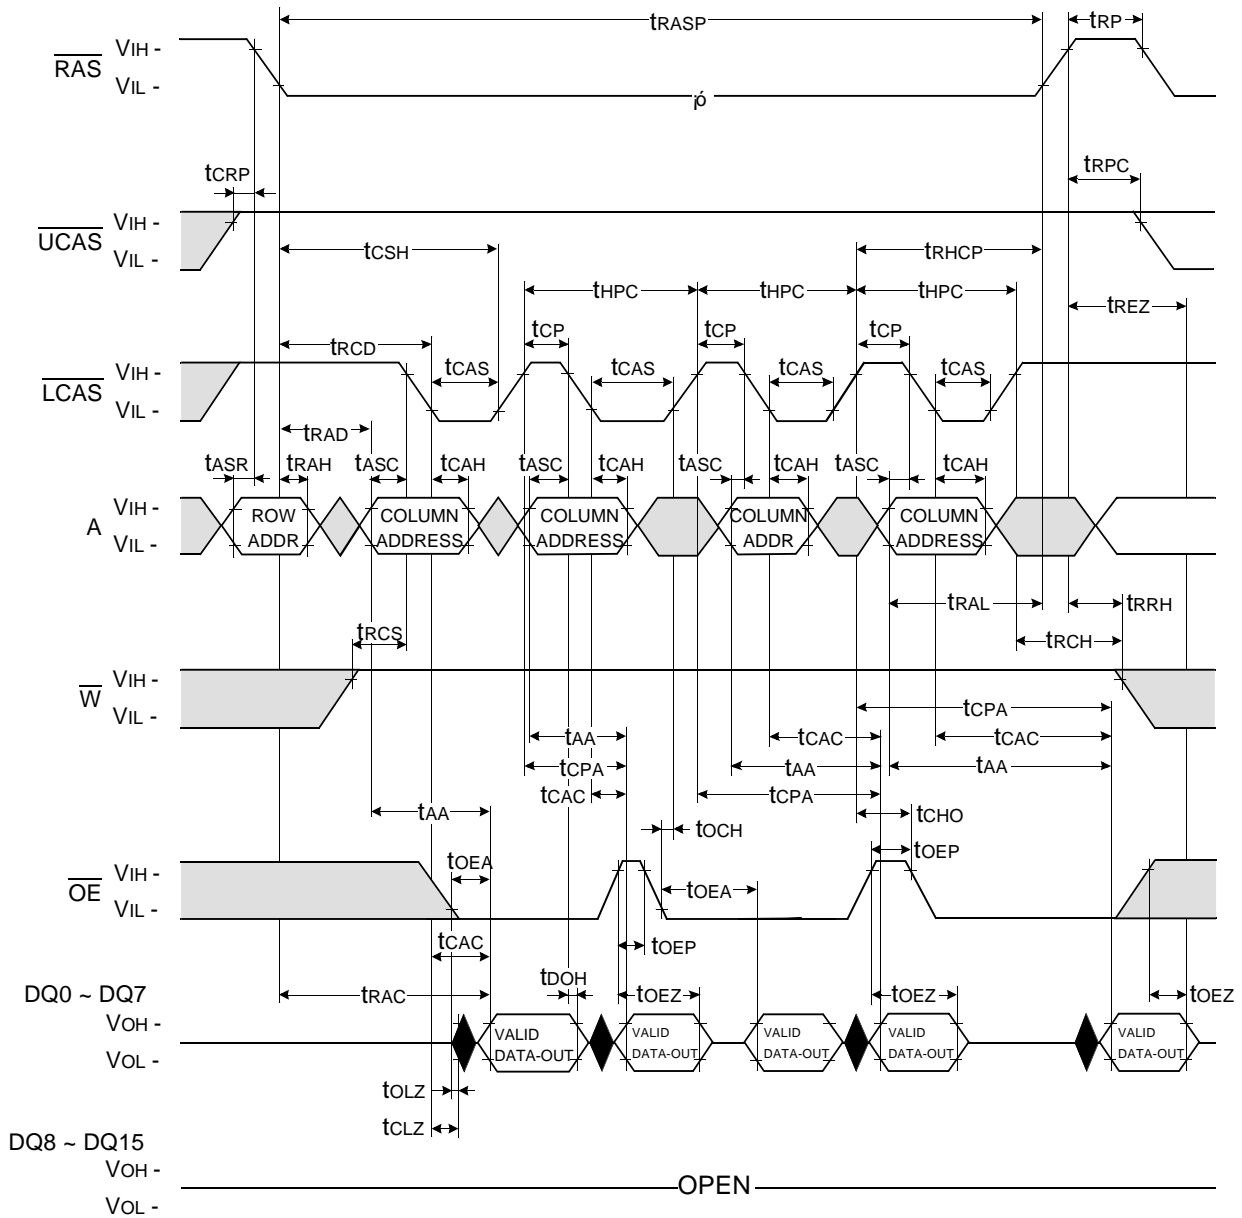 tRASP
tRP
RAS
VIH -
VIL -
¡ó
tCRP
tRPC
UCAS
VIH -
VIL -
tCSH
tRHCP
tHPC
tHPC
tHPC
tREZ
tRCD
tCP
tCP
tCP
tCAS
tCAS
tCAS
tCAS
LCAS
VIH -
VIL -
tRAD
tASR
tRAH
tASC
tCAH
tASC
tCAH
tASC
tCAH
tASC
tCAH
A
VIH -
VIL -
ROW
ADDR
COLUMN
ADDRESS
COLUMN
ADDRESS
COLUMN
ADDR
COLUMN
ADDRESS
tRAL
tRRH
tRCS
tRCH
W
VIH -
VIL -
tCPA
tAA
tCAC
tCAC
tCPA
tAA
tAA
tCAC
tCPA
tAA
tOCH
tCHO
tOEA
tOEP
OE
VIH -
VIL -
tOEA
tCAC
tOEP
tDOH
tRAC
tOEZ
tOEZ
tOEZ
DQ0 ~ DQ7
VOH -
VOL -
VALID
DATA-OUT
VALID
DATA-OUT
VALID
DATA-OUT
VALID
DATA-OUT
VALID
DATA-OUT
tOLZ
tCLZ
DQ8 ~ DQ15
VOH -
VOL -
OPEN